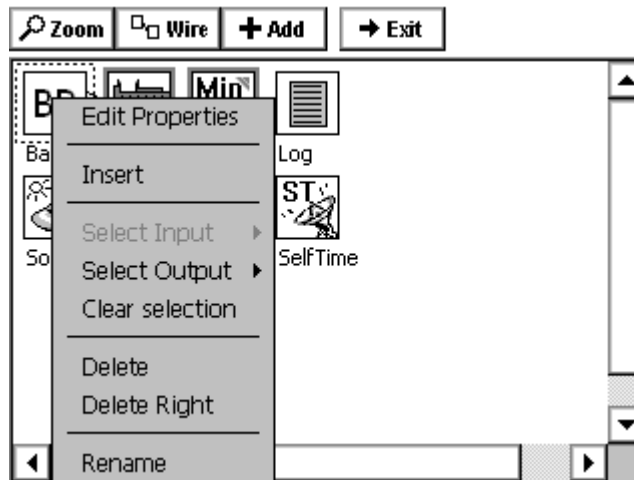 Zoom Wire Add Exit
Min
Edit Properties
Log
Insert
ST
Select Input
SelfTime
Select Output
Clear selection
Delete
Delete Right
Rename